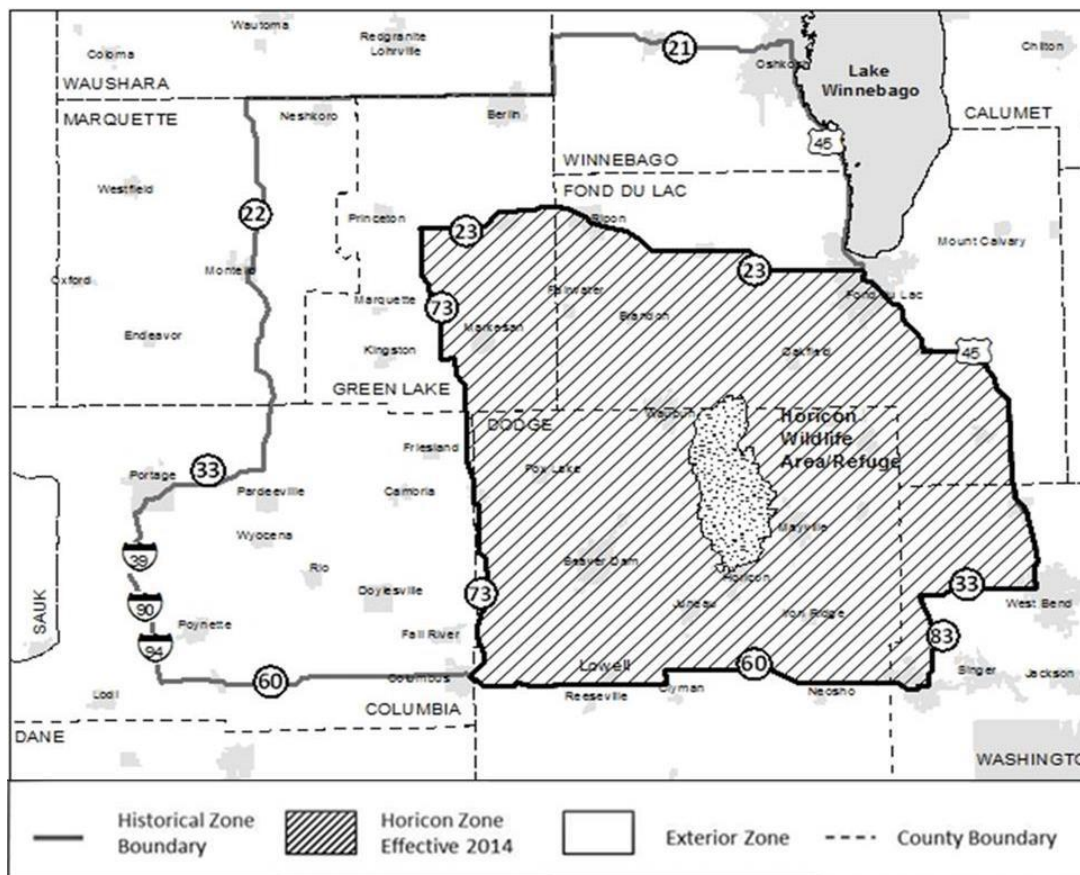 Wautoma
Redgranite
Lohrville
21
Coloma
Oshkosh
Chilton
Lake
Winnebago
WAUSHARA
MARQUETTE
Neshkoro
Berlin
CALUMET
45
WINNEBAGO
FOND DU LAC
Westfield
22
Princeton
23
Ripon
Mount Calvary
Montello
23
Oxford
Marquette
73
Fairwater
Fond du Lac
Brandon
Endeavor
Markesan
Kingston
Oakfield
45
GREEN LAKE
DODGE
Waupun
Horicon
Wildlife
Area/Refuge
Friesland
33
Portage
Pardeeville
Cambria
Fox Lake
Wyocena
Mayville
39
Rio
Beaver Dam
Horicon
Doylesville
73
33
90
Juneau
Iron Ridge
West Bend
SAUK
Poynette
Fall River
83
94
Lowell
60
Slinger
Jackson
60
Columbus
Reeseville
Clyman
Neosho
Lodi
COLUMBIA
DANE
WASHINGTO
Historical Zone
Boundary
Horicon Zone
Effective 2014
Exterior Zone
County Boundary